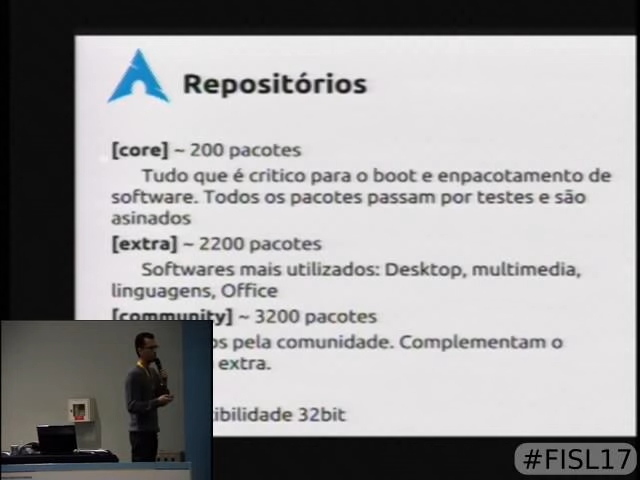 Repositórios
[core] ~ 200 pacotes
Tudo que é critico para o boot e enpacotamento de
software. Todos os pacotes passam por testes e são
asinados
[extra] ~ 2200 pacotes
Softwares mais utilizados: Desktop, multimedia,
linguagens, Office
[community] ~ 3200 pacotes
pela comunidade. Complementam o
extra.
32bit
#FISL17